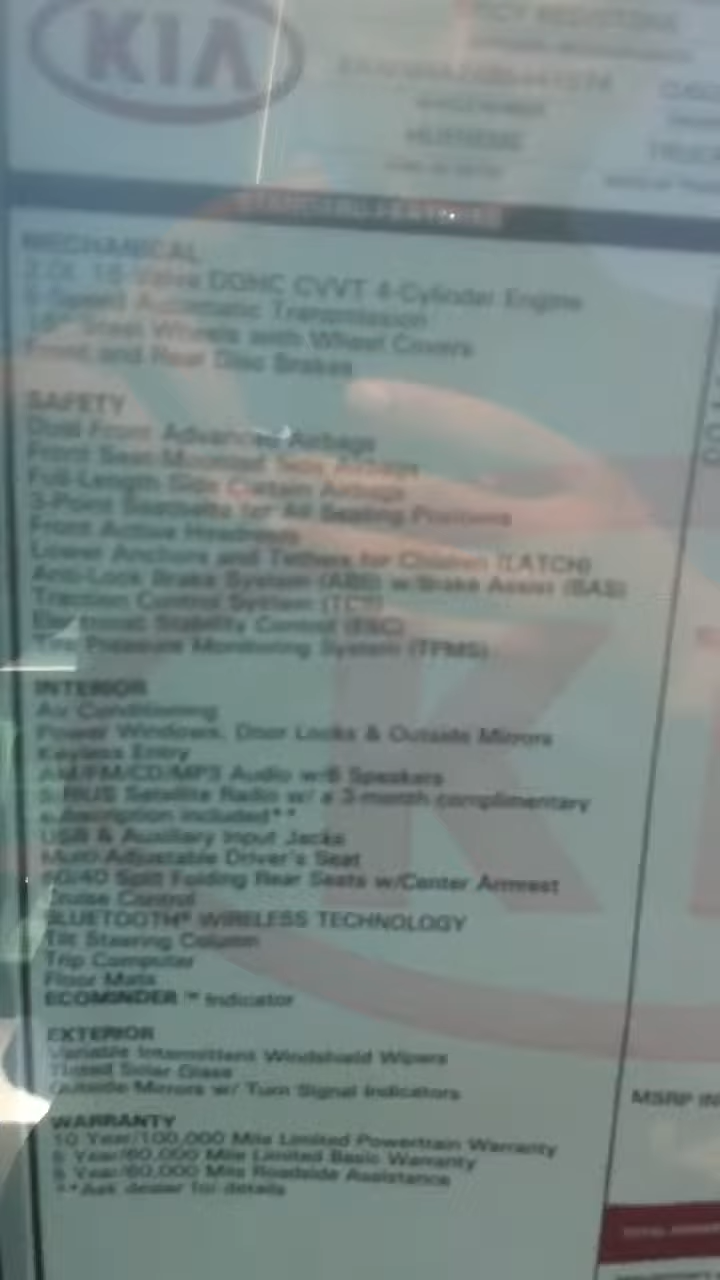 KIA
STANDARD FEATURES
MECHANICAL
2.0L 16-Valve DOHC CVVT 4-Cylinder Engine
6-Speed Automatic Transmission
Steel Wheels with Wheel Covers
Front and Rear Disc Brakes
SAFETY
Dual Front Advanced Airbags
Front Seat-Mounted Side Airbags
Full-Length Side Curtain Airbags
3-Point Seatbelts for All Seating Positions
Front Active Headrests
Lower Anchors and Tethers for Children (LATCH)
Anti-Lock Brake System (ABS) w/Brake Assist (BAS)
Traction Control System (TCS)
Electronic Stability Control (ESC)
Tire Pressure Monitoring System (TPMS)
INTERIOR
Air Conditioning
Power Windows, Door Locks & Outside Mirrors
Keyless Entry
AM/FM/CD/MP3 Audio w/6 Speakers
SIRIUS Satellite Radio w/ a 3-month complimentary
subscription included**
USB & Auxiliary Input Jacks
Multi-Adjustable Driver's Seat
60/40 Split Folding Rear Seats w/Center Armrest
Cruise Control
BLUETOOTH® WIRELESS TECHNOLOGY
Tilt Steering Column
Trip Computer
Floor Mats
ECOMINDER™ Indicator
EXTERIOR
Variable Intermittent Windshield Wipers
Tinted Solar Glass
Outside Mirrors w/ Turn Signal Indicators
WARRANTY
10 Year/100,000 Mile Limited Powertrain Warranty
5 Year/60,000 Mile Limited Basic Warranty
5 Year/60,000 Mile Roadside Assistance
**Ask dealer for details
MSRP IN